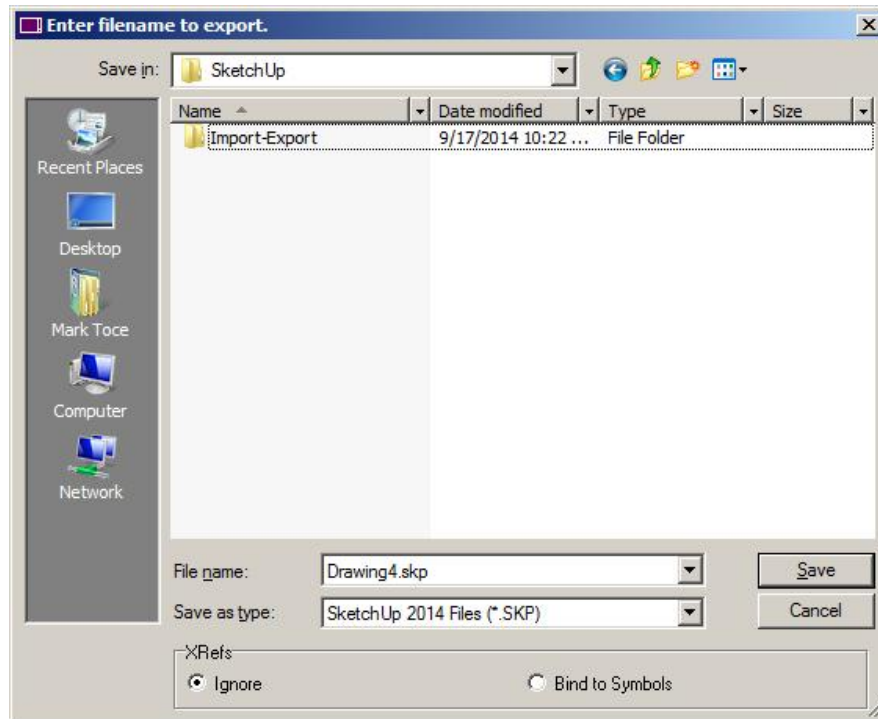 Enter filename to export.
Save in: SketchUp
Name Date modified Type Size
Import-Export 9/17/2014 10:22 ... File Folder
Recent Places
Desktop
Mark Toce
Computer
Network
File name: Drawing4.skp Save
Save as type: SketchUp 2014 Files (*.SKP) Cancel
XRefs
Ignore Bind to Symbols